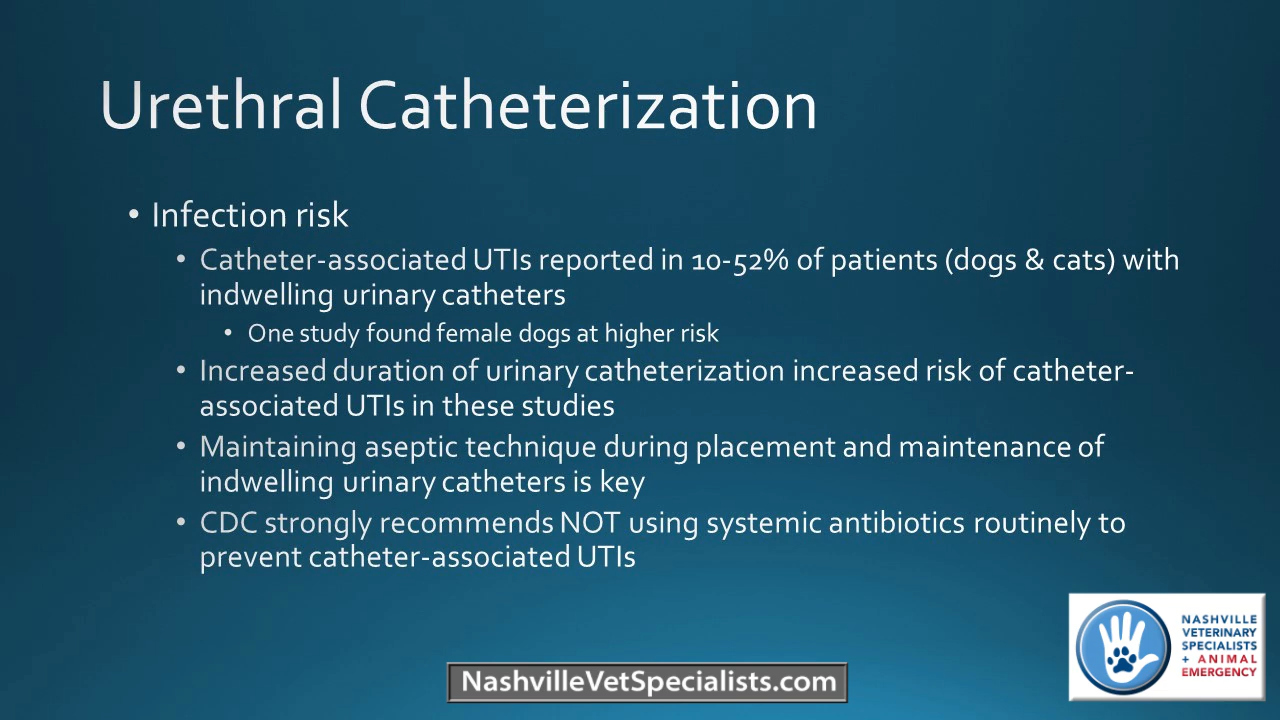 Urethral Catheterization
• Infection risk
• Catheter-associated UTIs reported in 10-52% of patients (dogs & cats) with
indwelling urinary catheters
• One study found female dogs at higher risk
• Increased duration of urinary catheterization increased risk of catheter-
associated UTIs in these studies
• Maintaining aseptic technique during placement and maintenance of
indwelling urinary catheters is key
• CDC strongly recommends NOT using systemic antibiotics routinely to
prevent catheter-associated UTIs
NASHVILLE
VETERINARY
SPECIALISTS
+ ANIMAL
EMERGENCY
NashvilleVetSpecialists.com